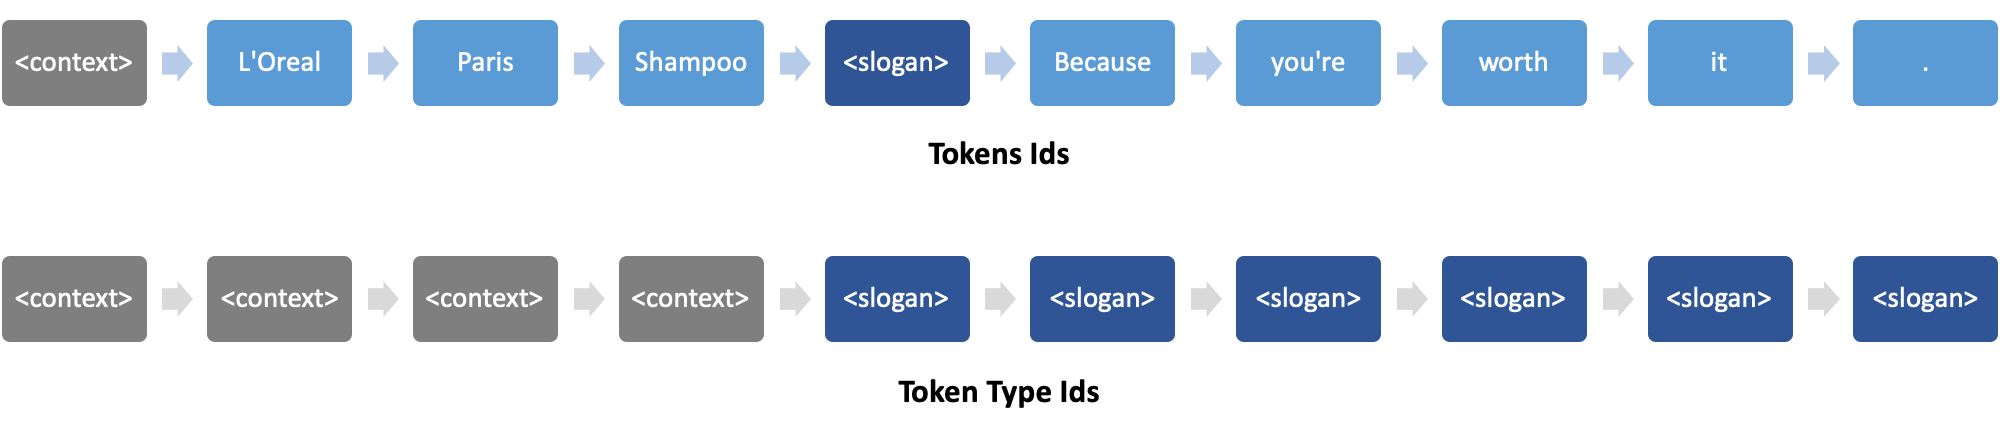 <context> L'Oreal Paris Shampoo <slogan> Because you're worth it .
Tokens Ids
<context> <context> <context> <context> <slogan> <slogan> <slogan> <slogan> <slogan> <slogan>
Token Type Ids